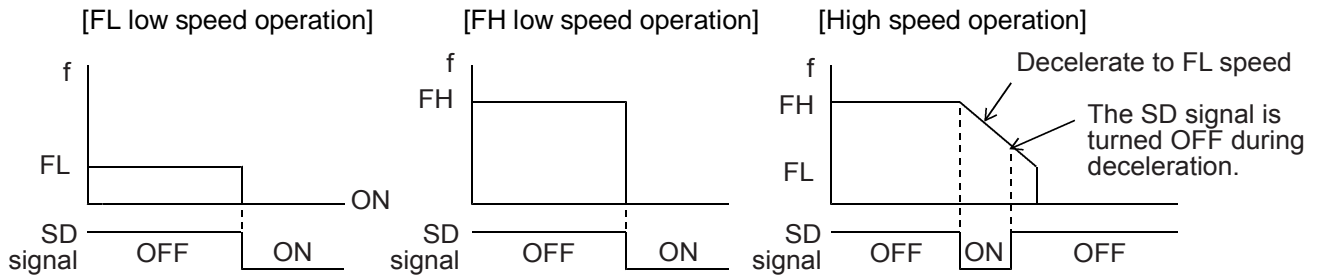 [FL low speed operation]
f
FL
ON
SD
signal
OFF
ON
[FH low speed operation]
f
FH
SD
signal
OFF
ON
[High speed operation]
f
FH
FL
Decelerate to FL speed
The SD signal is
turned OFF during
deceleration.
SD
signal
OFF
ON
OFF